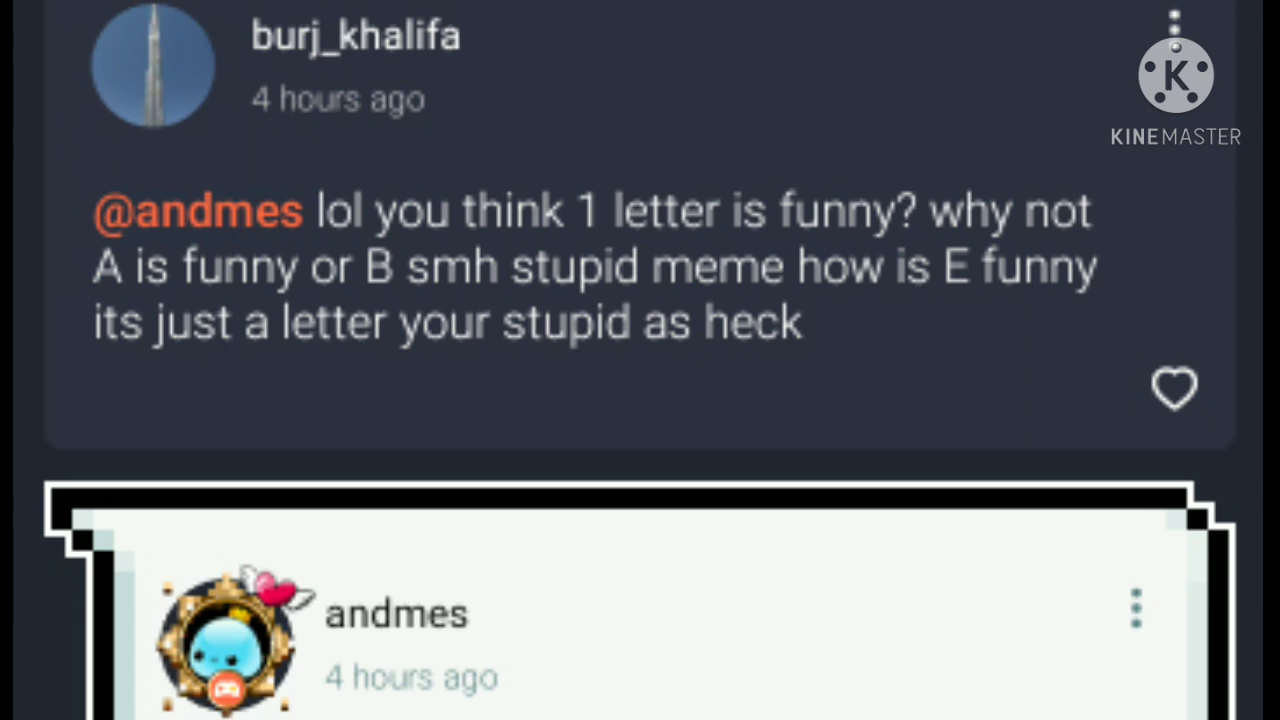 burj_khalifa
4 hours ago
K
KINEMASTER
@andmes lol you think 1 letter is funny? why not
A is funny or B smh stupid meme how is E funny
its just a letter your stupid as heck
andmes
4 hours ago